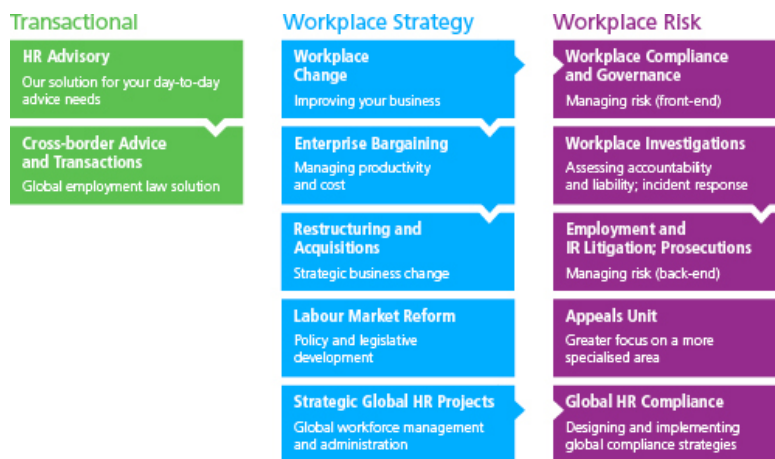 Transactional
HR Advisory
Our solution for your day-to-day
advice needs
Cross-border Advice
and Transactions
Global employment law solution
Workplace Strategy
Workplace
Change
Improving your business
Enterprise Bargaining
Managing productivity
and cost
Restructuring and
Acquisitions
Strategic business change
Labour Market Reform
Policy and legislative
development
Strategic Global HR Projects
Global workforce management
and administration
Workplace Risk
Workplace Compliance
and Governance
Managing risk (front-end)
Workplace Investigations
Assessing accountability
and liability; incident response
Employment and
IR Litigation; Prosecutions
Managing risk (back-end)
Appeals Unit
Greater focus on a more
specialised area
Global HR Compliance
Designing and implementing
global compliance strategies